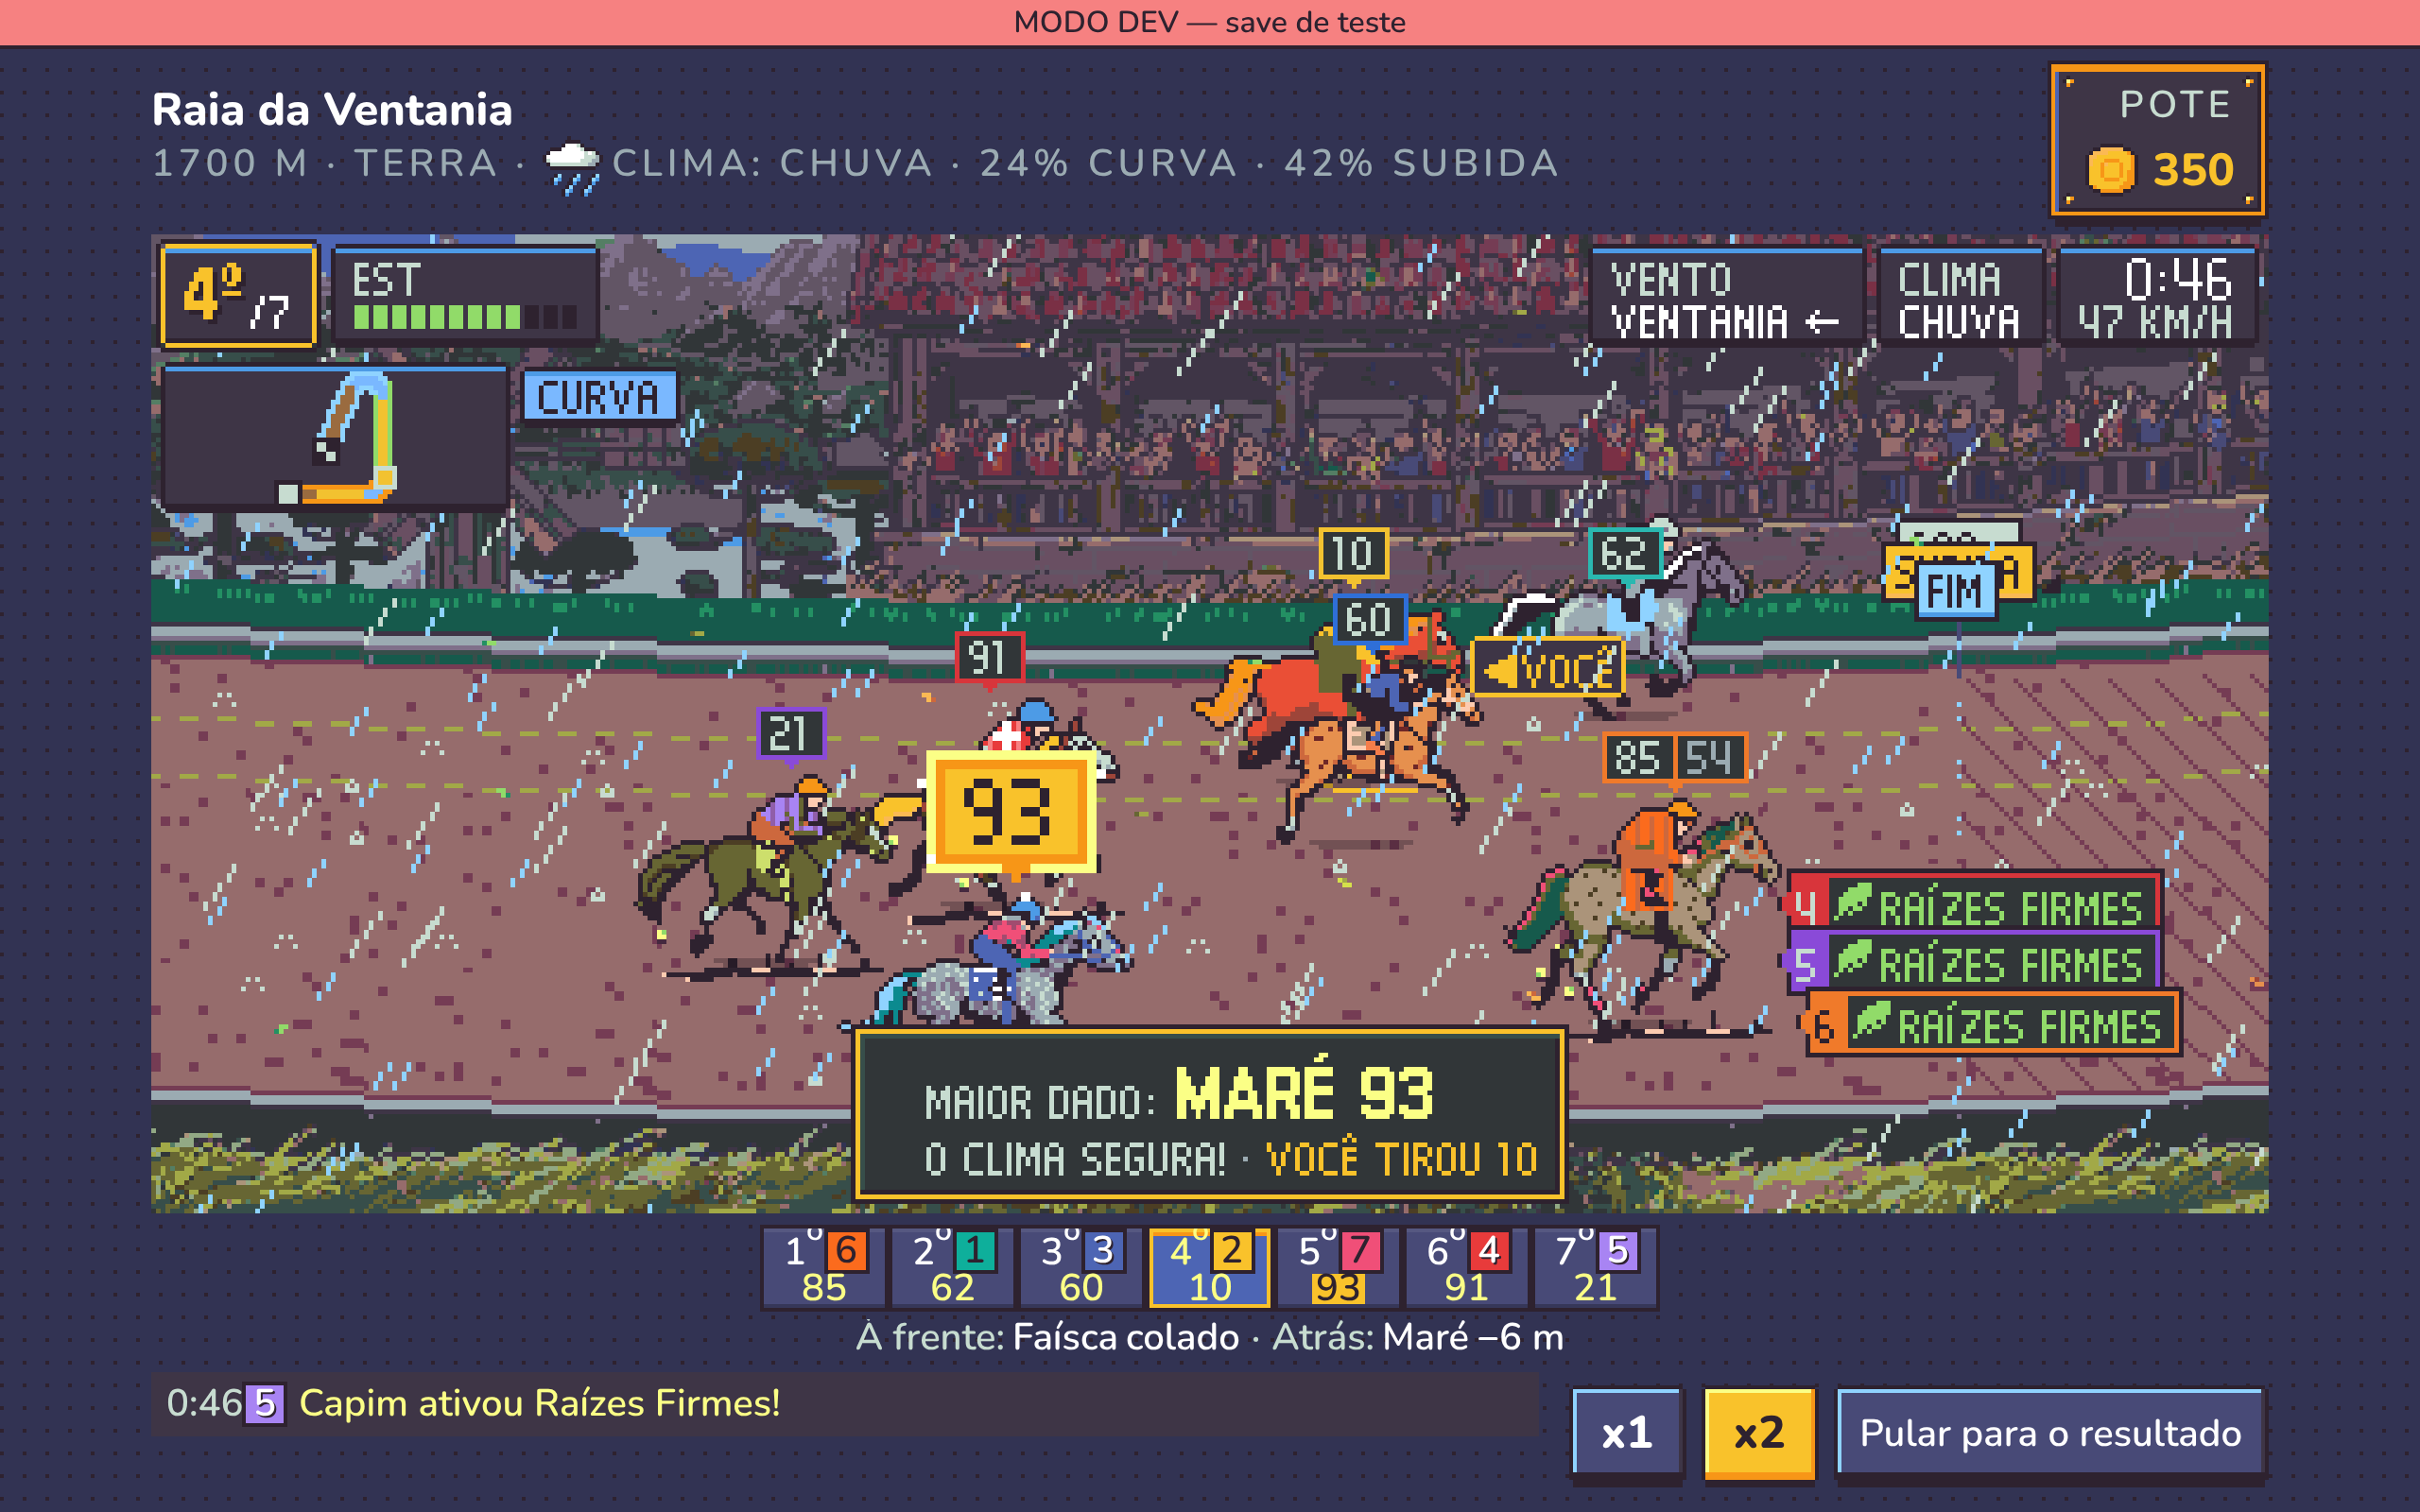 MODO DEV — save de teste
Raia da Ventania
1700 M · TERRA · CLIMA: CHUVA · 24% CURVA · 42% SUBIDA
POTE
350
4º /7
EST
VENTO
VENTANIA ←
CLIMA
CHUVA
0:46
47 KM/H
CURVA
10
62
FIM
60
91
VOCÊ
21
85 54
93
4 RAÍZES FIRMES
5 RAÍZES FIRMES
6 RAÍZES FIRMES
MAIOR DADO: MARÉ 93
O CLIMA SEGURA! · VOCÊ TIROU 10
1º 6 2º 1 3º 3 4º 2 5º 7 6º 4 7º 5
85 62 60 10 93 91 21
À frente: Faísca colado · Atrás: Maré −6 m
0:46 5 Capim ativou Raízes Firmes!
x1 x2 Pular para o resultado